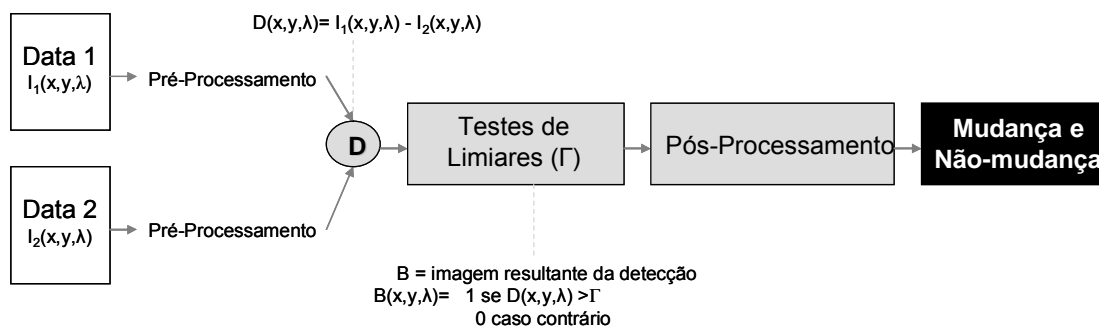 D(x,y,λ)= I₁(x,y,λ) - I₂(x,y,λ)
Data 1
I₁(x,y,λ)
Pré-Processamento
D
Testes de
Limiares (Γ)
Pós-Processamento
Mudança e
Não-mudança
Data 2
I₂(x,y,λ)
Pré-Processamento
B = imagem resultante da detecção
B(x,y,λ)= 1 se D(x,y,λ) >Γ
0 caso contrário